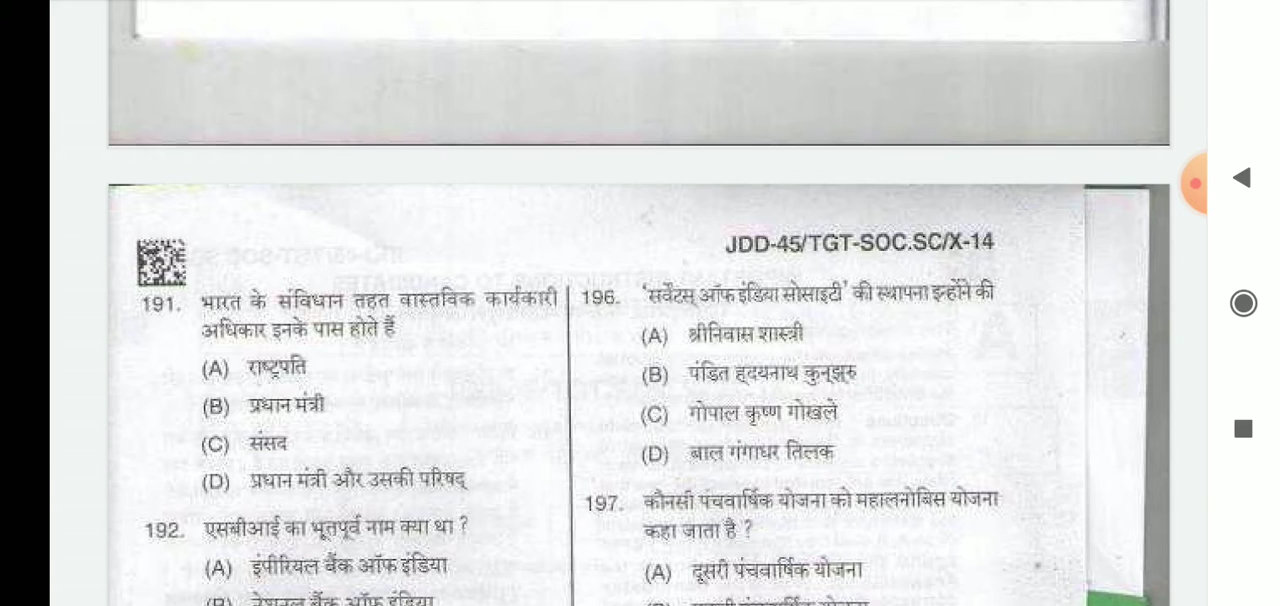 JDD-45/TGT-SOC.SC/X-14
191. भारत के संविधान तहत वास्तविक कार्यकारी
अधिकार इनके पास होते हैं
(A) राष्ट्रपति
(B) प्रधान मंत्री
(C) संसद
(D) प्रधान मंत्री और उसकी परिषद्
192. एसबीआई का भूतपूर्व नाम क्या था ?
(A) इंपीरियल बैंक ऑफ इंडिया
(B) नेशनल बैंक ऑफ इंडिया
196. 'सर्वेंटस् ऑफ इंडिया सोसाइटी' की स्थापना इन्होंने की
(A) श्रीनिवास शास्त्री
(B) पंडित हृदयनाथ कुन्झुरु
(C) गोपाल कृष्ण गोखले
(D) बाल गंगाधर तिलक
197. कौनसी पंचवार्षिक योजना को महालनोबिस योजना
कहा जाता है ?
(A) दूसरी पंचवार्षिक योजना